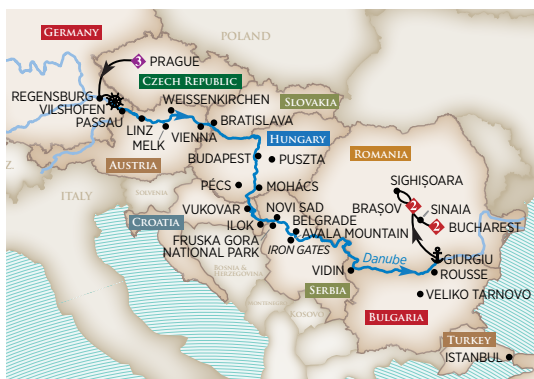 GERMANY
POLAND
3
PRAGUE
CZECH REPUBLIC
REGENSBURG
VILSHOFEN
PASSAU
WEISSENKIRCHEN
SLOVAKIA
LINZ
BRATISLAVA
MELK
VIENNA
HUNGARY
AUSTRIA
BUDAPEST
PUSZTA
ROMANIA
ITALY
SLOVENIA
PÉCS
MOHÁCS
SIGHIŞOARA
CROATIA
VUKOVAR
NOVI SAD
BRAŞOV
2
SINAIA
ILOK
BELGRADE
2
BUCHAREST
FRUSKA GORA
NATIONAL PARK
AVALA MOUNTAIN
IRON GATES
Danube
GIURGIU
BOSNIA &
HERZEGOVINA
VIDIN
ROUSSE
SERBIA
VELIKO TARNOVO
MONTENEGRO
KOSOVO
BULGARIA
TURKEY
ISTANBUL